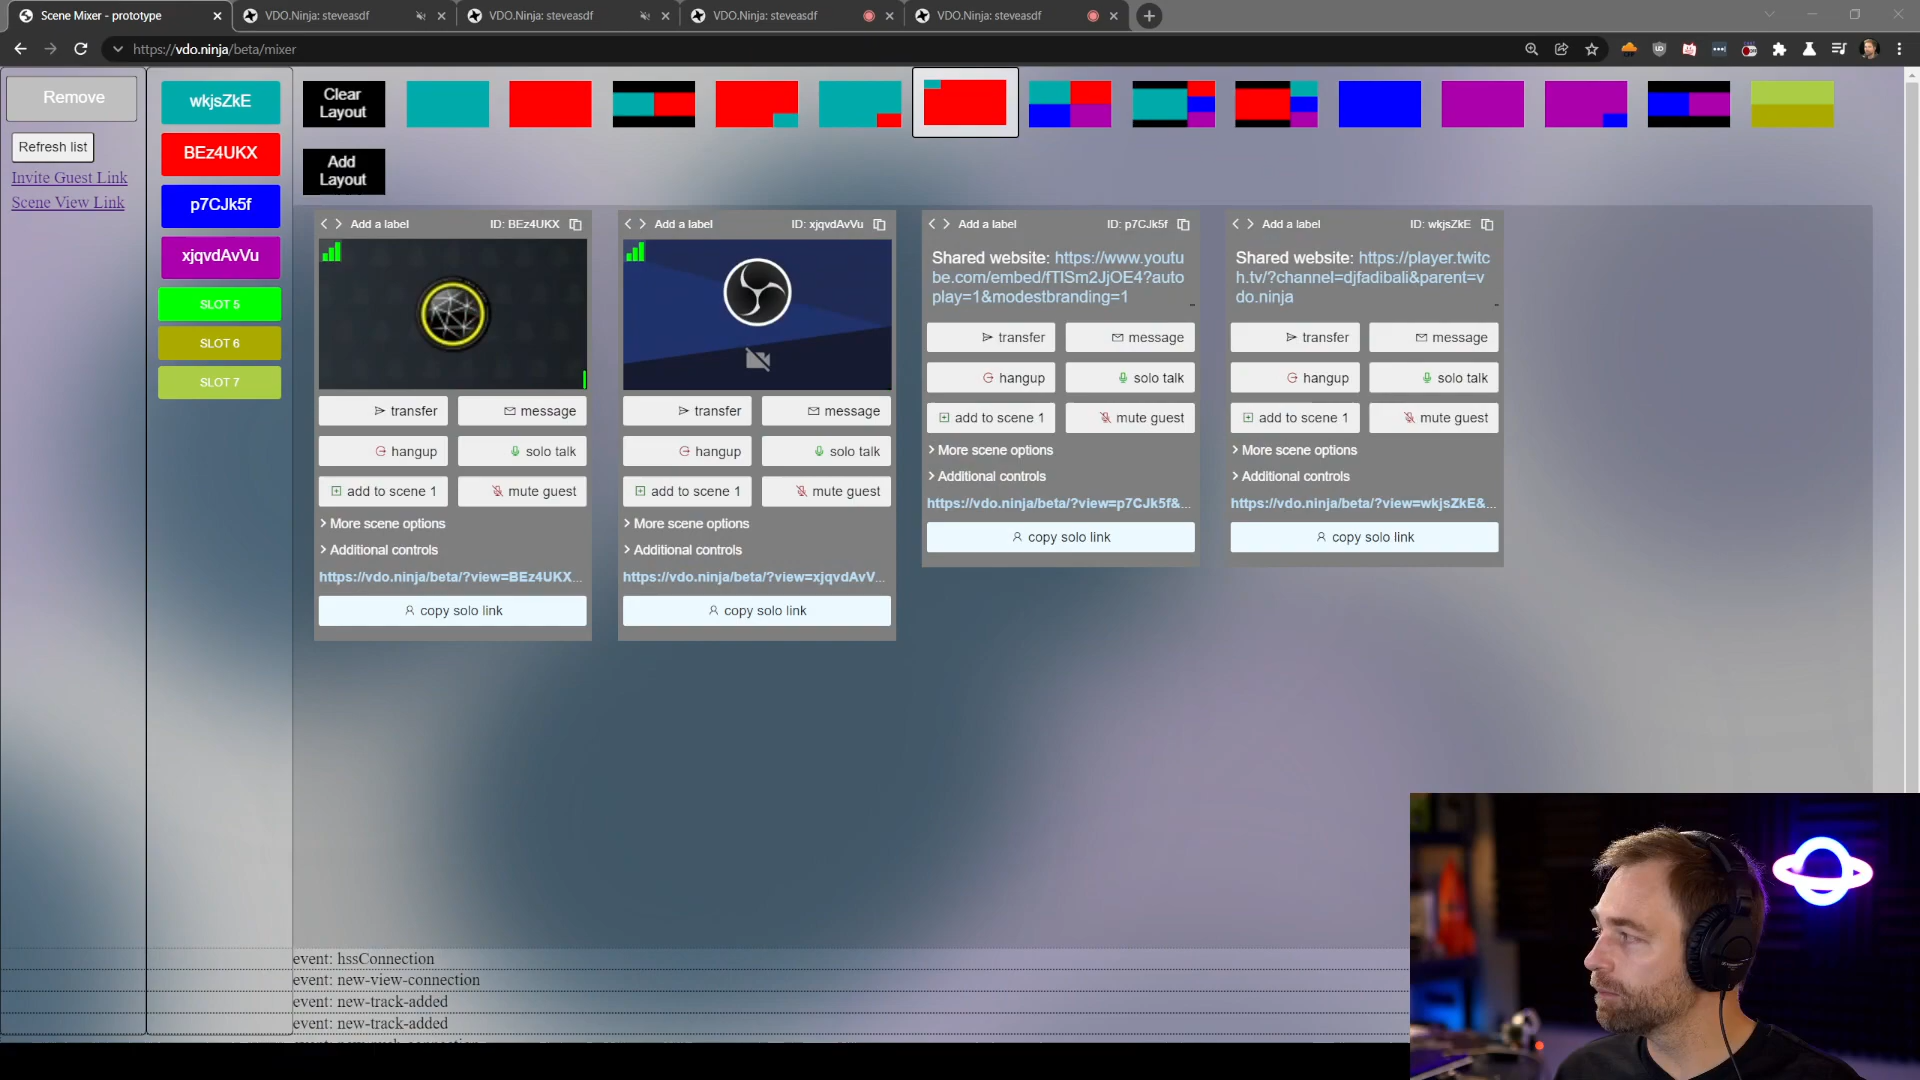 Scene Mixer - prototype
VDO.Ninja: steveasdf
VDO.Ninja: steveasdf
VDO.Ninja: steveasdf
VDO.Ninja: steveasdf
https://vdo.ninja/beta/mixer
Remove
Refresh list
Invite Guest Link
Scene View Link
wkjsZkE
BEz4UKX
p7CJk5f
xjqvdAvVu
SLOT 5
SLOT 6
SLOT 7
Clear
Layout
Add
Layout
Add a label ID: BEz4UKX
transfer message
hangup solo talk
add to scene 1 mute guest
More scene options
Additional controls
https://vdo.ninja/beta/?view=BEz4UKX...
copy solo link
Add a label ID: xjqvdAvVu
transfer message
hangup solo talk
add to scene 1 mute guest
More scene options
Additional controls
https://vdo.ninja/beta/?view=xjqvdAvV...
copy solo link
Add a label ID: p7CJk5f
Shared website: https://www.youtu
be.com/embed/fTlSm2JjOE4?auto
play=1&modestbranding=1
transfer message
hangup solo talk
add to scene 1 mute guest
More scene options
Additional controls
https://vdo.ninja/beta/?view=p7CJk5f&...
copy solo link
Add a label ID: wkjsZkE
Shared website: https://player.twitc
h.tv/?channel=djfadibali&parent=v
do.ninja
transfer message
hangup solo talk
add to scene 1 mute guest
More scene options
Additional controls
https://vdo.ninja/beta/?view=wkjsZkE&...
copy solo link
event: hssConnection
event: new-view-connection
event: new-track-added
event: new-track-added